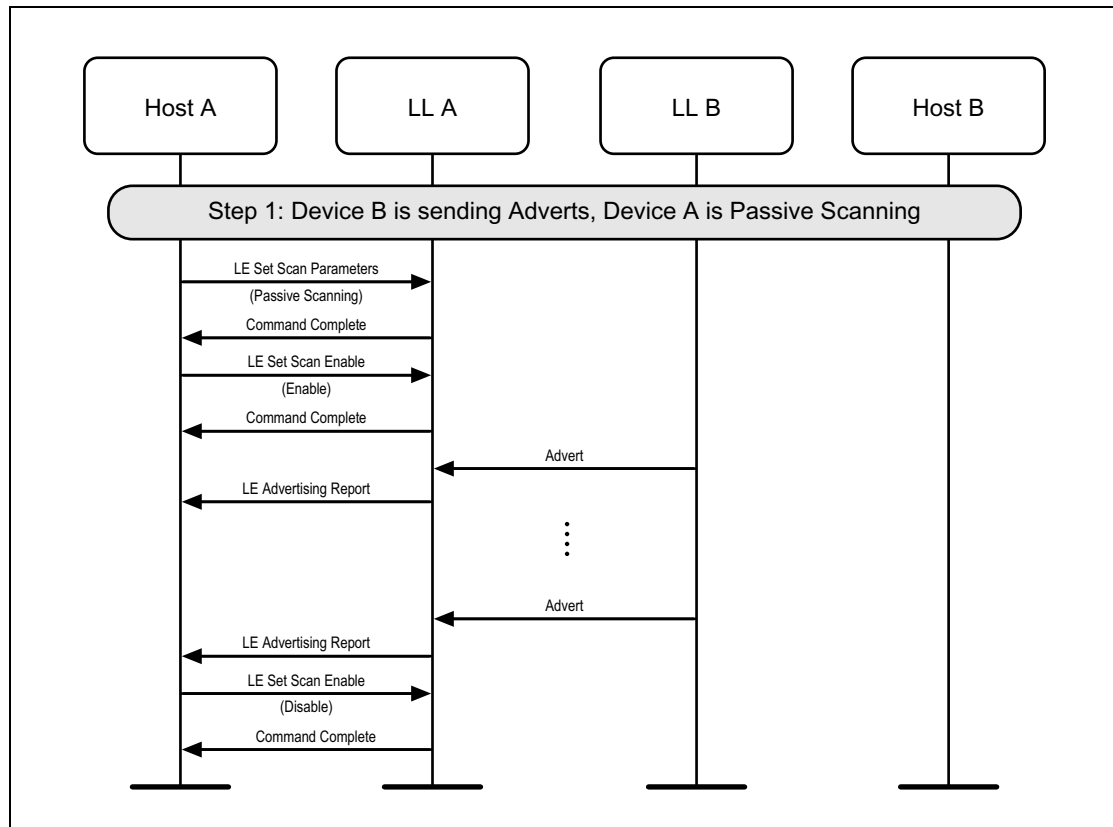 Host A
LL A
LL B
Host B
Step 1: Device B is sending Adverts, Device A is Passive Scanning
LE Set Scan Parameters
(Passive Scanning)
Command Complete
LE Set Scan Enable
(Enable)
Command Complete
Advert
LE Advertising Report
Advert
LE Advertising Report
LE Set Scan Enable
(Disable)
Command Complete